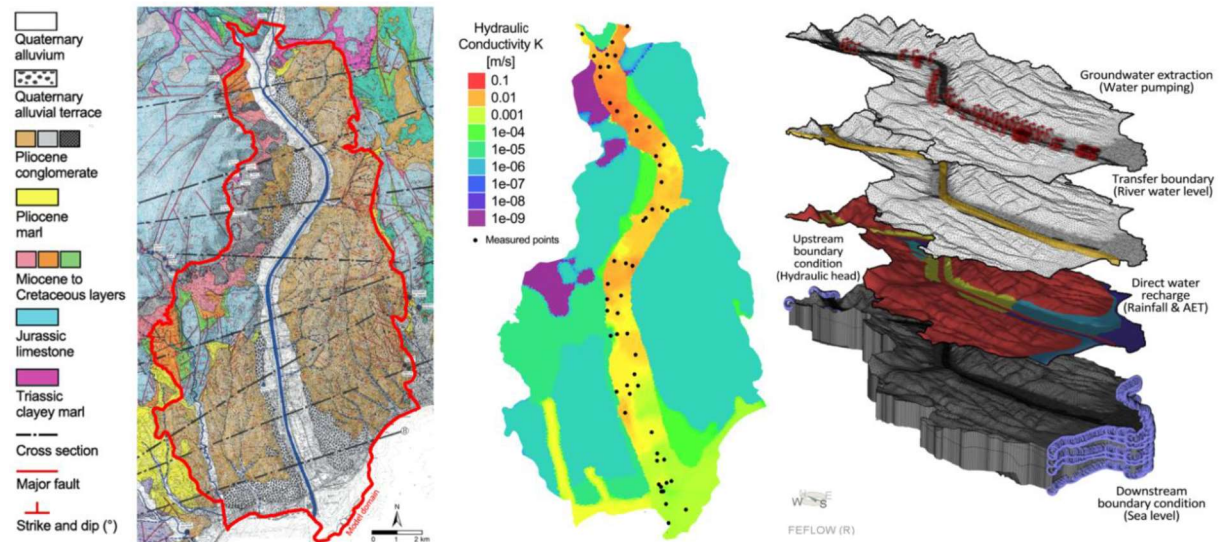 Quaternary
alluvium
Quaternary
alluvial terrace
Pliocene
conglomerate
Pliocene
marl
Miocene to
Cretaceous layers
Jurassic
limestone
Triassic
clayey marl
Cross section
Major fault
Strike and dip (°)
Model domain
N
0 1 2 km
Hydraulic
Conductivity K
[m/s]
0.1
0.01
0.001
1e-04
1e-05
1e-06
1e-07
1e-08
1e-09
Measured points
Groundwater extraction
(Water pumping)
Transfer boundary
(River water level)
Upstream
boundary
condition
(Hydraulic head)
Direct water
recharge
(Rainfall & AET)
Downstream
boundary condition
(Sea level)
W S E
FEFLOW (R)